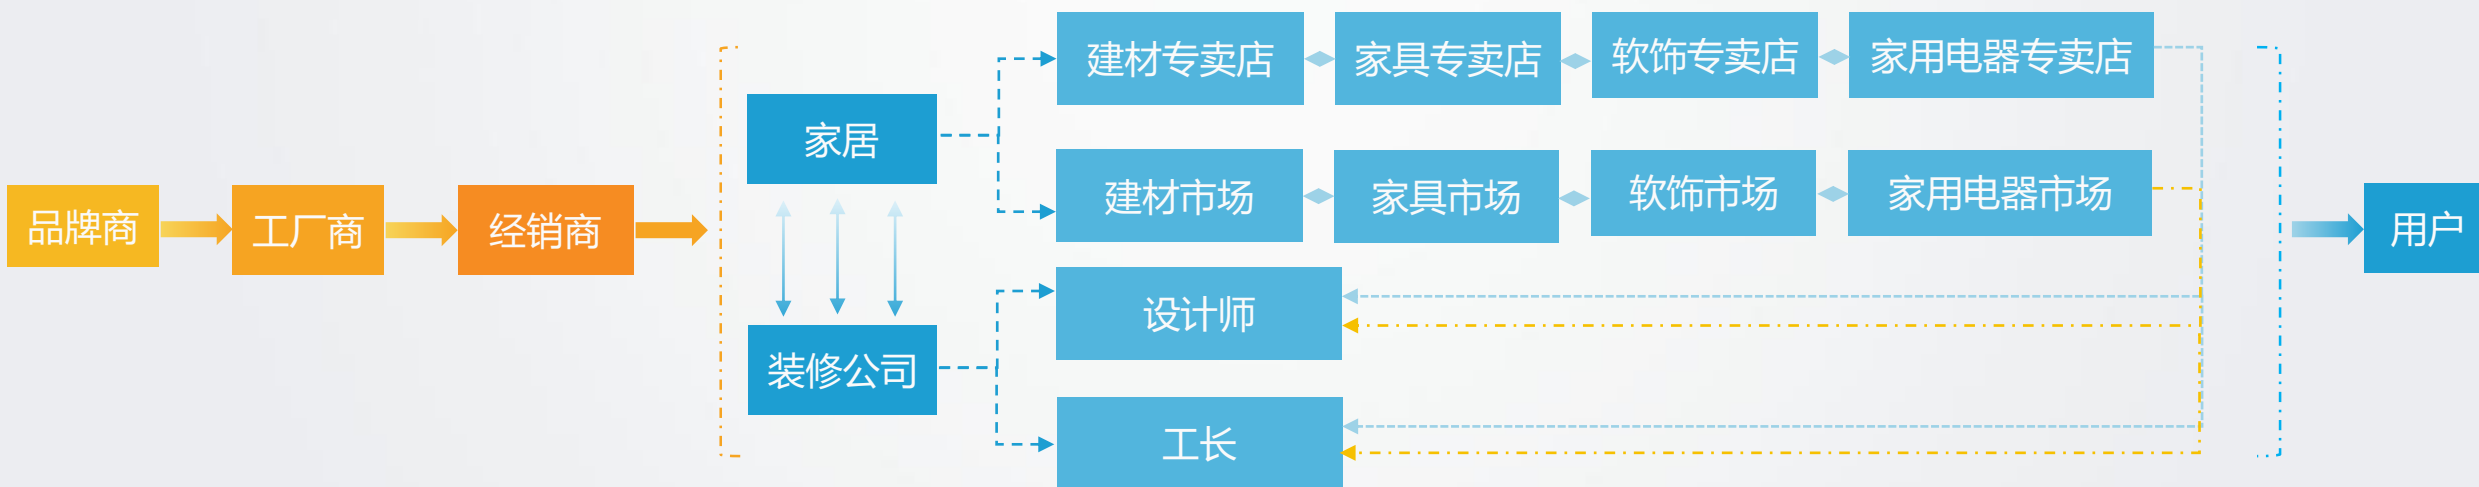 品牌商
工厂商
经销商
家居
装修公司
建材专卖店
家具专卖店
软饰专卖店
家用电器专卖店
建材市场
家具市场
软饰市场
家用电器市场
设计师
工长
用户